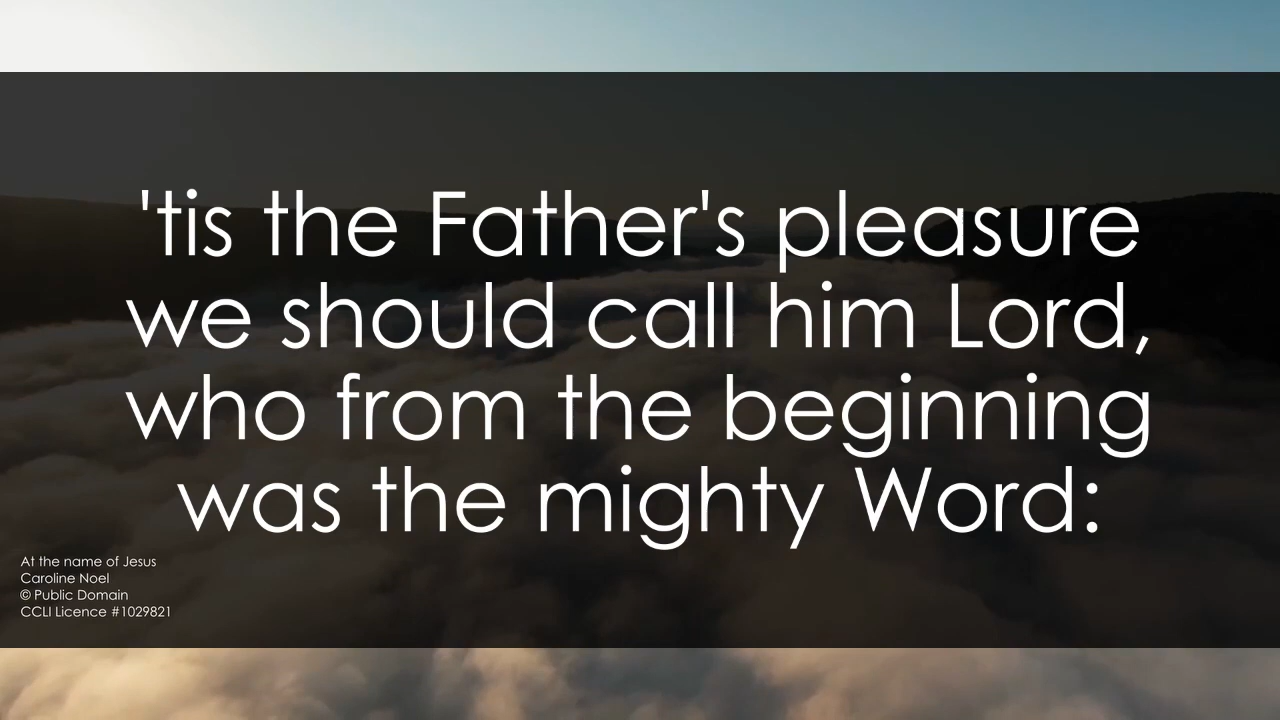 'tis the Father's pleasure
we should call him Lord,
who from the beginning
was the mighty Word:
At the name of Jesus
Caroline Noel
© Public Domain
CCLI Licence #1029821